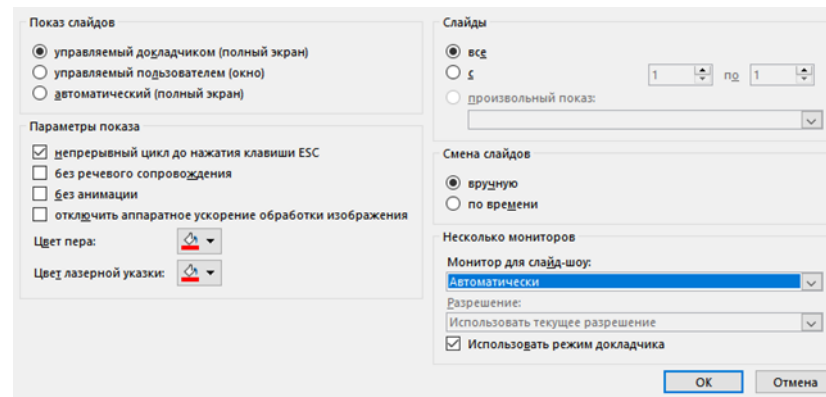 Показ слайдов
управляемый докладчиком (полный экран)
управляемый пользователем (окно)
автоматический (полный экран)
Параметры показа
непрерывный цикл до нажатия клавиши ESC
без речевого сопровождения
без анимации
отключить аппаратное ускорение обработки изображения
Цвет пера:
Цвет лазерной указки:
Слайды
все
с 1 по 1
произвольный показ:
Смена слайдов
вручную
по времени
Несколько мониторов
Монитор для слайд-шоу:
Автоматически
Разрешение:
Использовать текущее разрешение
Использовать режим докладчика
ОК Отмена